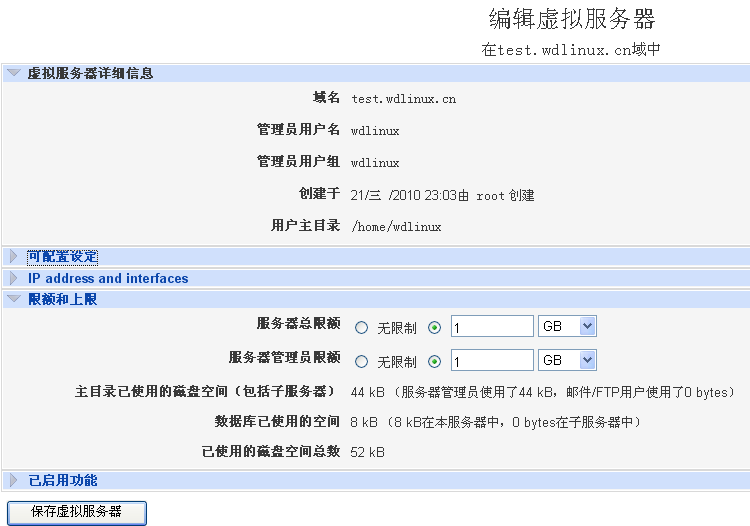 编辑虚拟服务器
在test.wdlinux.cn域中
虚拟服务器详细信息
域名 test.wdlinux.cn
管理员用户名 wdlinux
管理员用户组 wdlinux
创建于 21/三 /2010 23:03由 root 创建
用户主目录 /home/wdlinux
可配置设定
IP address and interfaces
限额和上限
服务器总限额 无限制 1 GB
服务器管理员限额 无限制 1 GB
主目录已使用的磁盘空间（包括子服务器） 44 kB （服务器管理员使用了44 kB，邮件/FTP用户使用了0 bytes）
数据库已使用的空间 8 kB （8 kB在本服务器中，0 bytes在子服务器中）
已使用的磁盘空间总数 52 kB
已启用功能
保存虚拟服务器